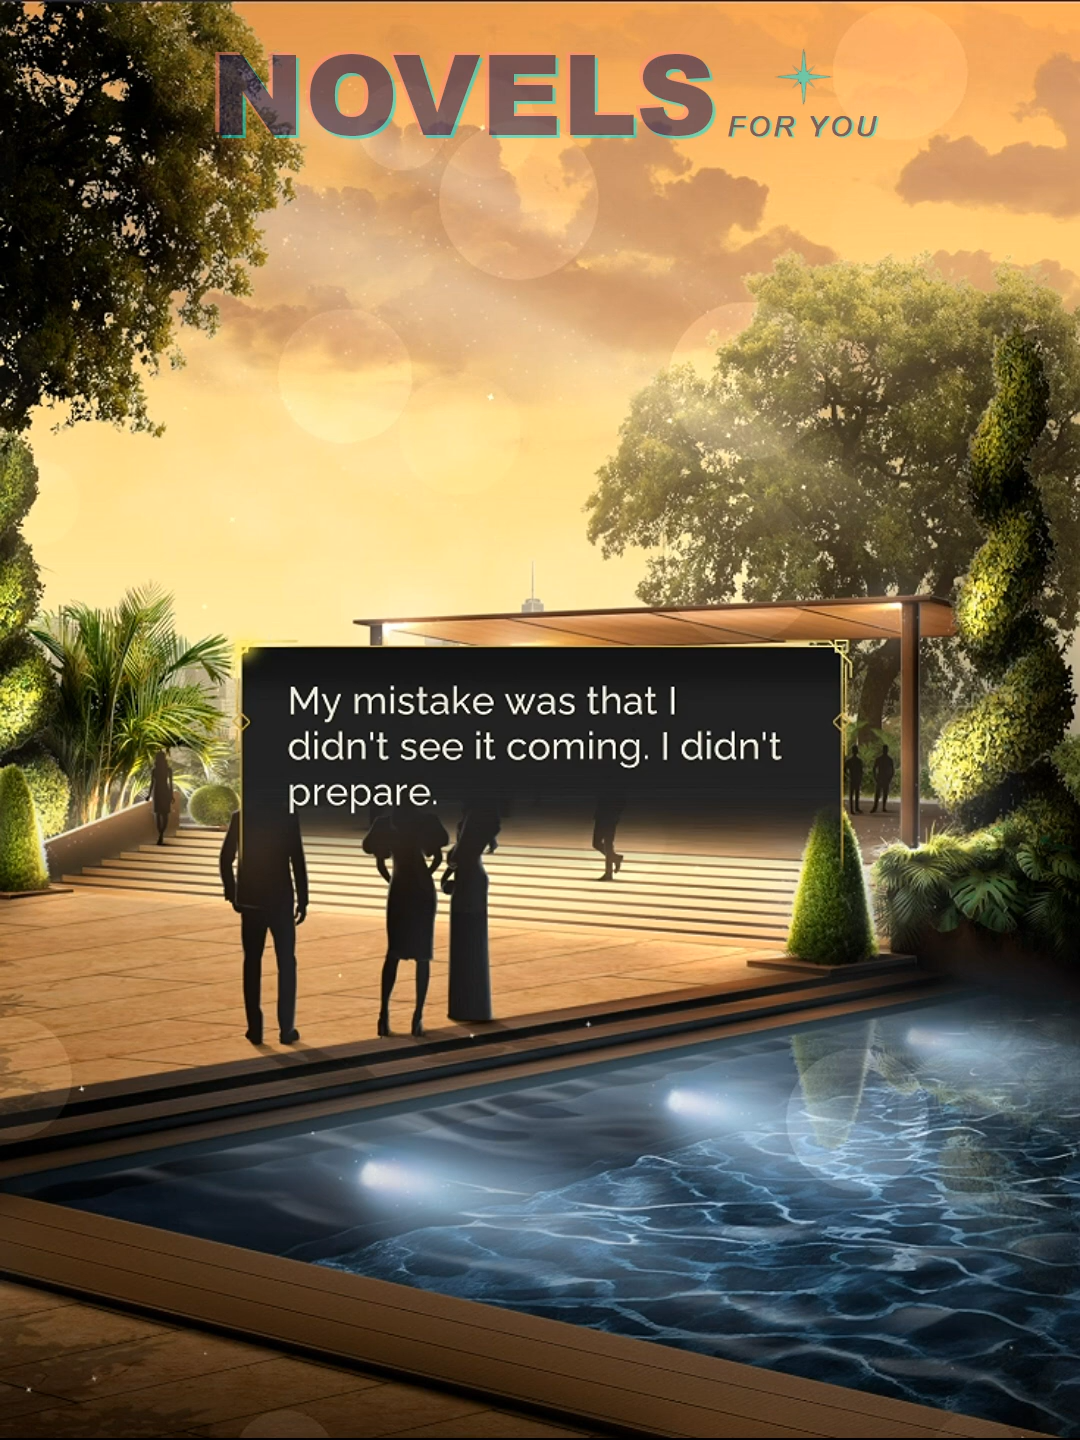 NOVELS
FOR YOU
My mistake was that I
didn't see it coming. I didn't
prepare.